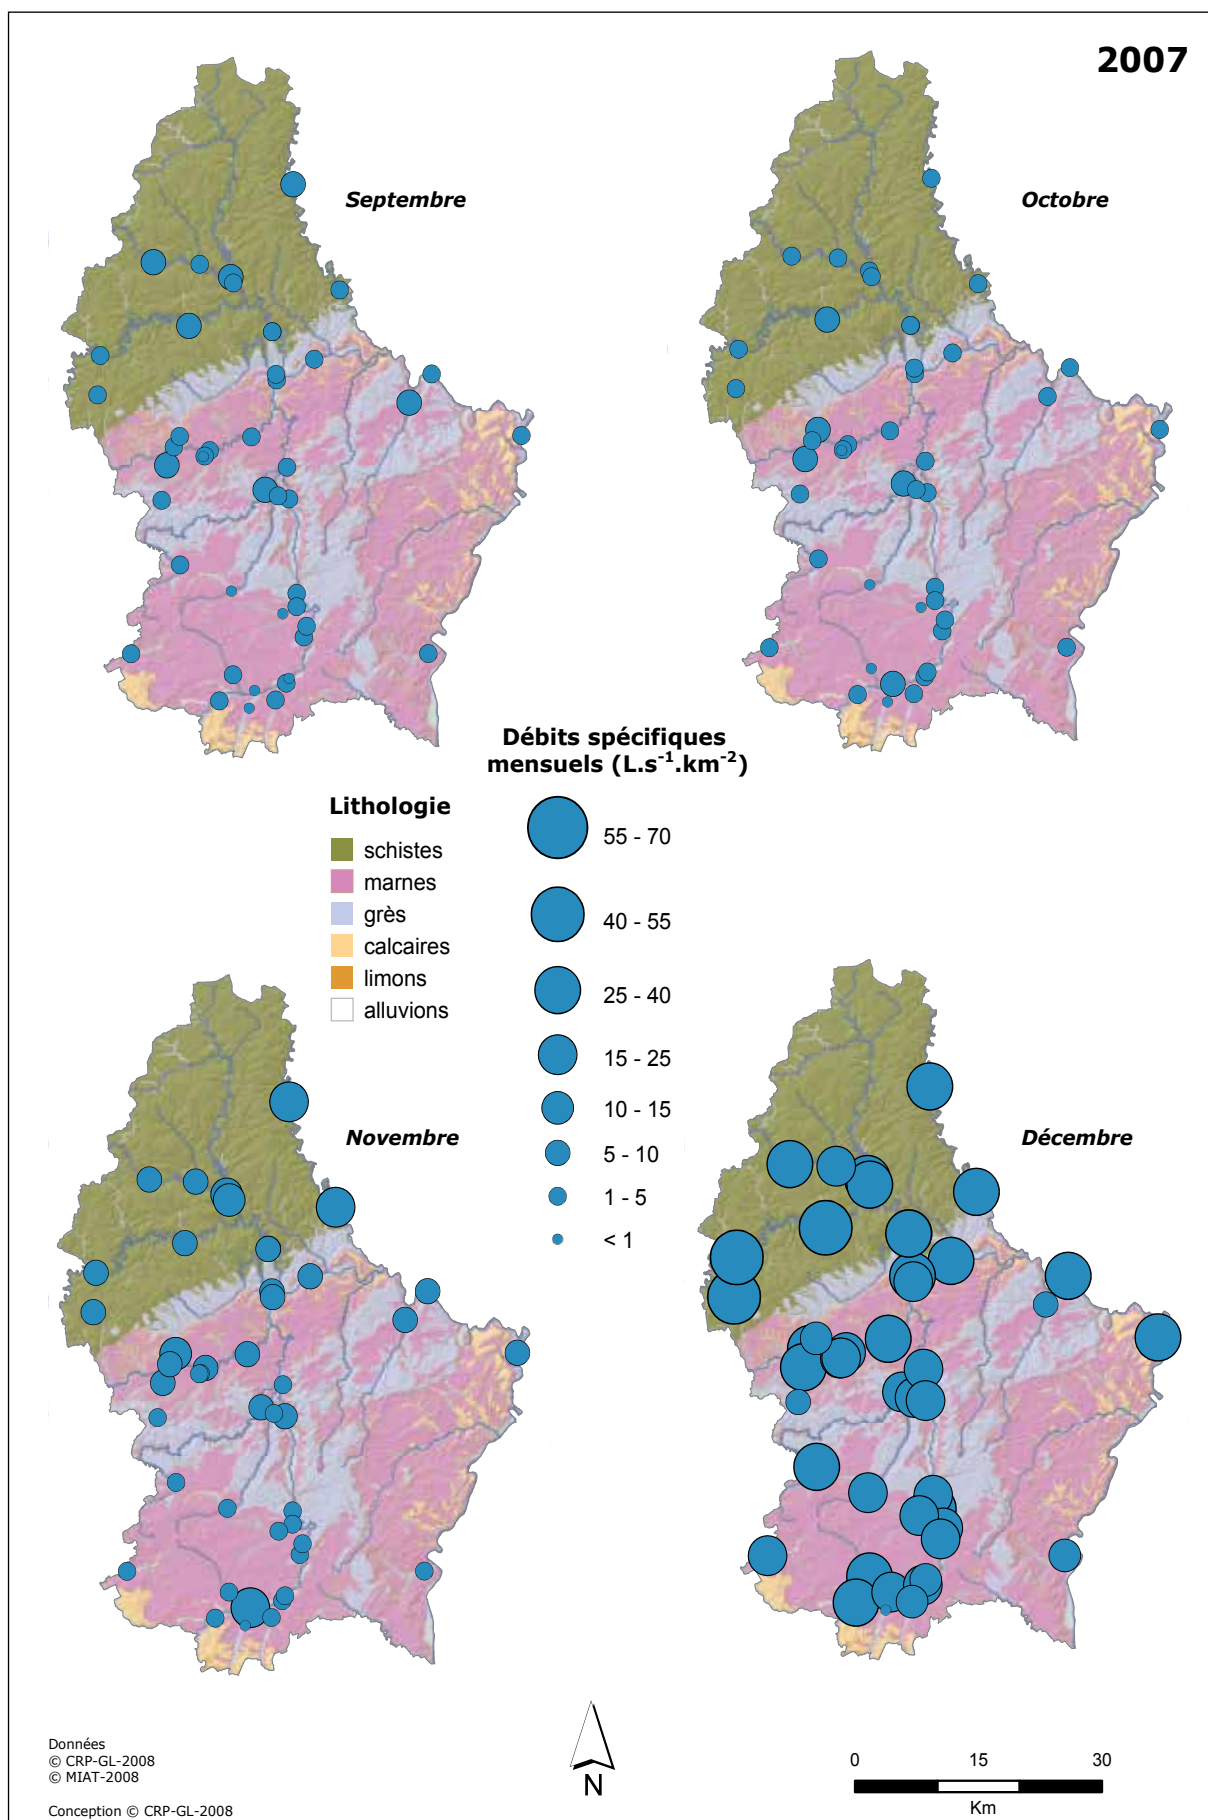 2007
Septembre
Octobre
Débits spécifiques
mensuels (L.s⁻¹.km⁻²)
Lithologie
schistes
marnes
grès
calcaires
limons
alluvions
55 - 70
40 - 55
25 - 40
15 - 25
10 - 15
5 - 10
1 - 5
< 1
Novembre
Décembre
Données
© CRP-GL-2008
© MIAT-2008
Conception © CRP-GL-2008
N
0 15 30
Km